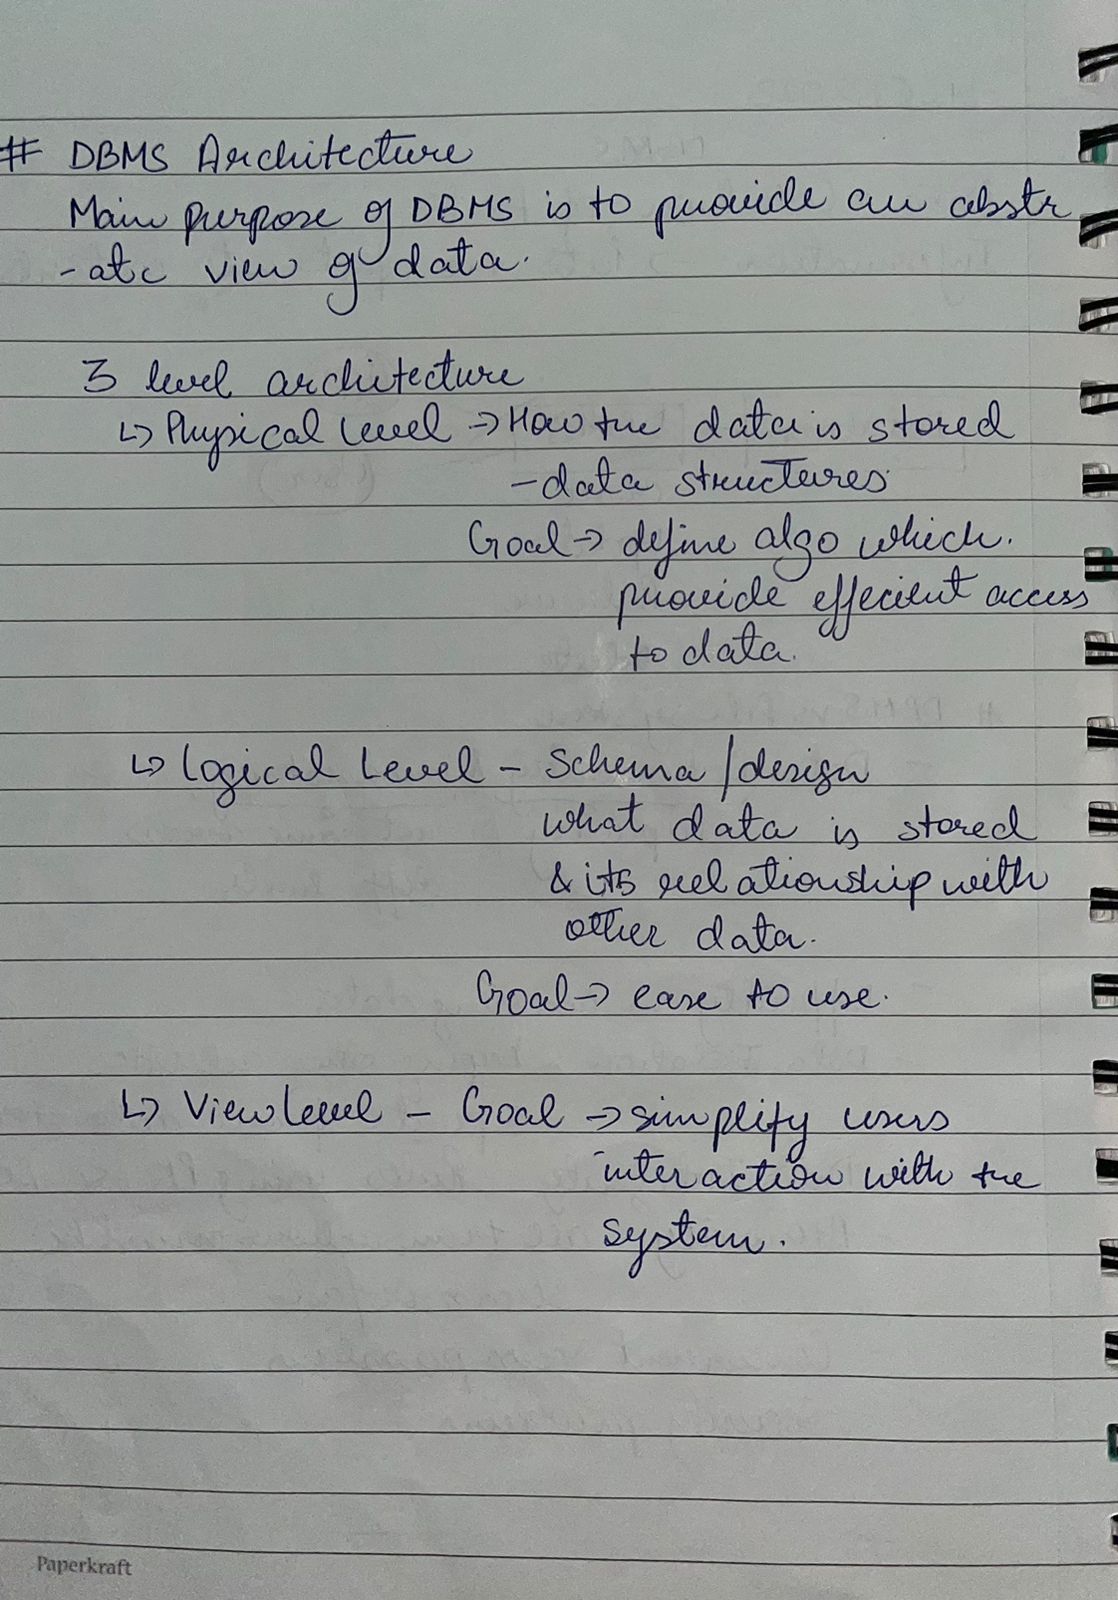 # DBMS Architecture
Main purpose of DBMS is to provide an abstr
-atc view of data.
3 level architecture
↳ Physical Level → How the data is stored
- data structures
Goal → define algo which.
provide effecient access
to data.
↳ Logical Level - Schema / design
what data is stored
& its relationship with
other data.
Goal → ease to use.
↳ View Level - Goal → simplify users
interaction with the
system.
Paperkraft